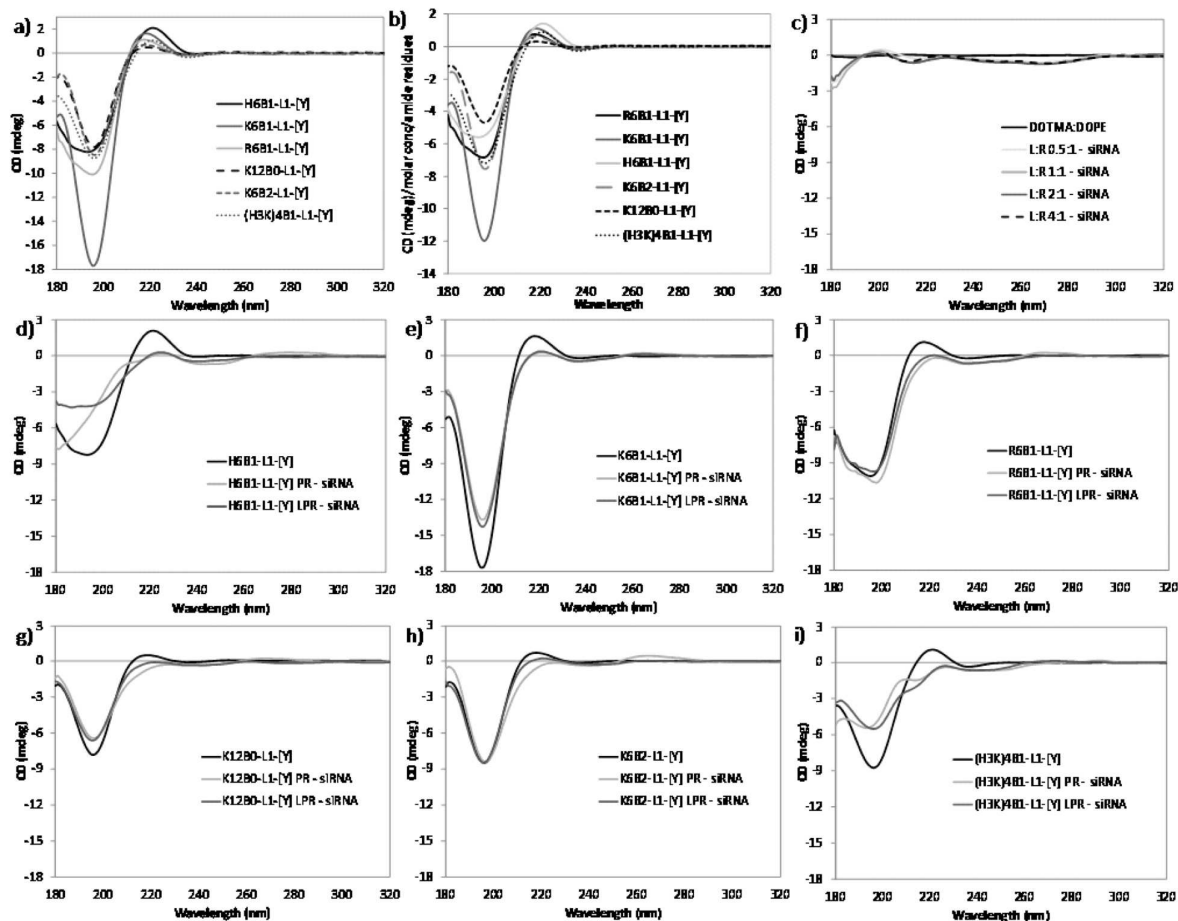 a)
2
0
-2
-4
-6
-8
-10
-12
-14
-16
-18
CD (mdeg)
H6B1-L1-[Y]
K6B1-L1-[Y]
R6B1-L1-[Y]
K12B0-L1-[Y]
K6B2-L1-[Y]
(H3K)4B1-L1-[Y]
180 200 220 240 260 280 300 320
Wavelength (nm)
b)
2
0
-2
-4
-6
-8
-10
-12
-14
CD (mdeg)/molar conc/amide residues
R6B1-L1-[Y]
K6B1-L1-[Y]
H6B1-L1-[Y]
K6B2-L1-[Y]
K12B0-L1-[Y]
(H3K)4B1-L1-[Y]
180 200 220 240 260 280 300 320
Wavelength
c)
3
0
-3
-6
-9
-12
-15
-18
CD (mdeg)
DOTMA:DOPE
L:R 0.5:1 - siRNA
L:R 1:1 - siRNA
L:R 2:1 - siRNA
L:R 4:1 - siRNA
180 200 220 240 260 280 300 320
Wavelength (nm)
d)
3
0
-3
-6
-9
-12
-15
-18
CD (mdeg)
H6B1-L1-[Y]
H6B1-L1-[Y] PR - siRNA
H6B1-L1-[Y] LPR - siRNA
180 200 220 240 260 280 300 320
Wavelength (nm)
e)
3
0
-3
-6
-9
-12
-15
-18
CD (mdeg)
K6B1-L1-[Y]
K6B1-L1-[Y] PR - siRNA
K6B1-L1-[Y] LPR - siRNA
180 200 220 240 260 280 300 320
Wavelength (nm)
f)
3
0
-3
-6
-9
-12
-15
-18
CD (mdeg)
R6B1-L1-[Y]
R6B1-L1-[Y] PR - siRNA
R6B1-L1-[Y] LPR - siRNA
180 200 220 240 260 280 300 320
Wavelength (nm)
g)
3
0
-3
-6
-9
-12
-15
-18
CD (mdeg)
K12B0-L1-[Y]
K12B0-L1-[Y] PR - siRNA
K12B0-L1-[Y] LPR - siRNA
180 200 220 240 260 280 300 320
Wavelength (nm)
h)
3
0
-3
-6
-9
-12
-15
-18
CD (mdeg)
K6B2-L1-[Y]
K6B2-L1-[Y] PR - siRNA
K6B2-L1-[Y] LPR - siRNA
180 200 220 240 260 280 300 320
Wavelength (nm)
i)
3
0
-3
-6
-9
-12
-15
-18
CD (mdeg)
(H3K)4B1-L1-[Y]
(H3K)4B1-L1-[Y] PR - siRNA
(H3K)4B1-L1-[Y] LPR - siRNA
180 200 220 240 260 280 300 320
Wavelength (nm)